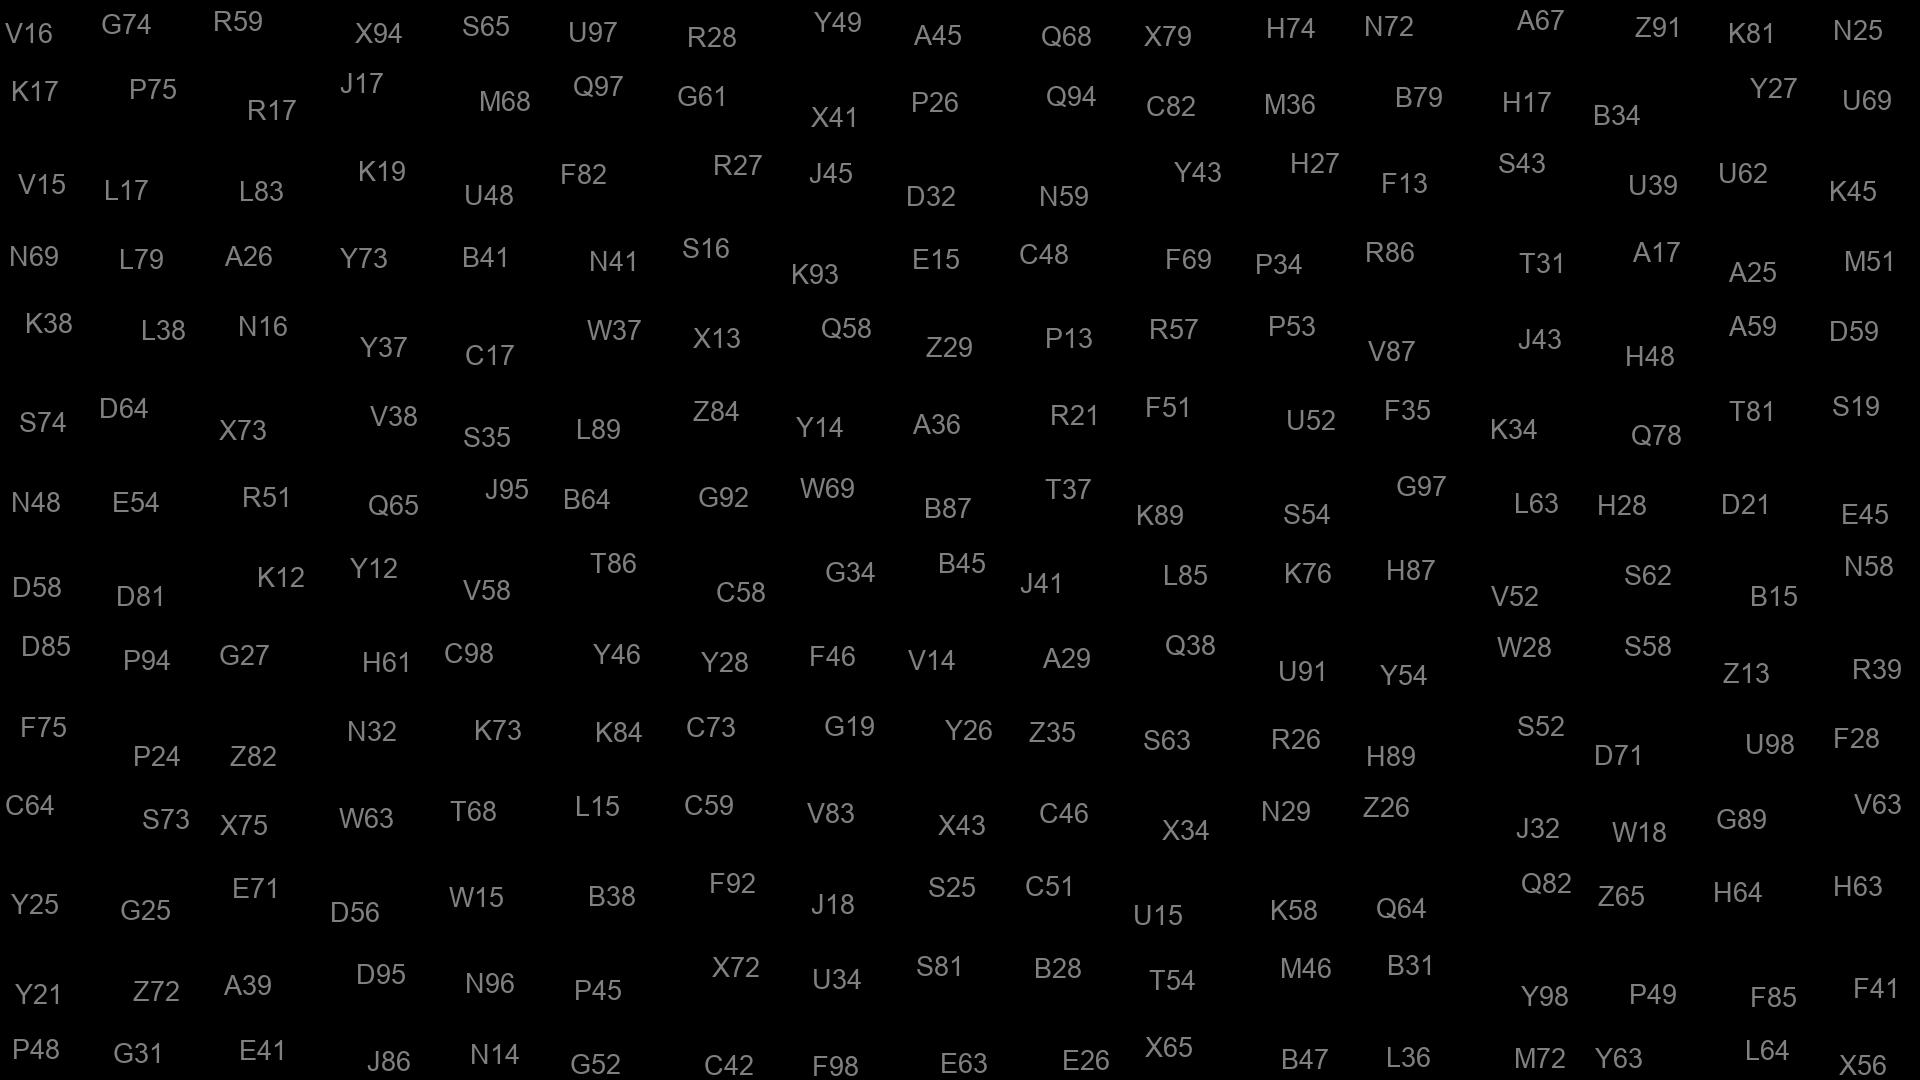 V16 G74 R59 X94 S65 U97 R28 Y49 A45 Q68 X79 H74 N72 A67 Z91 K81 N25
K17 P75 R17 J17 M68 Q97 G61 X41 P26 Q94 C82 M36 B79 H17 B34 Y27 U69
V15 L17 L83 K19 U48 F82 R27 J45 D32 N59 Y43 H27 F13 S43 U39 U62 K45
N69 L79 A26 Y73 B41 N41 S16 K93 E15 C48 F69 P34 R86 T31 A17 A25 M51
K38 L38 N16 Y37 C17 W37 X13 Q58 Z29 P13 R57 P53 V87 J43 H48 A59 D59
S74 D64 X73 V38 S35 L89 Z84 Y14 A36 R21 F51 U52 F35 K34 Q78 T81 S19
N48 E54 R51 Q65 J95 B64 G92 W69 B87 T37 K89 S54 G97 L63 H28 D21 E45
D58 D81 K12 Y12 V58 T86 C58 G34 B45 J41 L85 K76 H87 V52 S62 B15 N58
D85 P94 G27 H61 C98 Y46 Y28 F46 V14 A29 Q38 U91 Y54 W28 S58 Z13 R39
F75 P24 Z82 N32 K73 K84 C73 G19 Y26 Z35 S63 R26 H89 S52 D71 U98 F28
C64 S73 X75 W63 T68 L15 C59 V83 X43 C46 X34 N29 Z26 J32 W18 G89 V63
Y25 G25 E71 D56 W15 B38 F92 J18 S25 C51 U15 K58 Q64 Q82 Z65 H64 H63
Y21 Z72 A39 D95 N96 P45 X72 U34 S81 B28 T54 M46 B31 Y98 P49 F85 F41
P48 G31 E41 J86 N14 G52 C42 F98 E63 E26 X65 B47 L36 M72 Y63 L64 X56